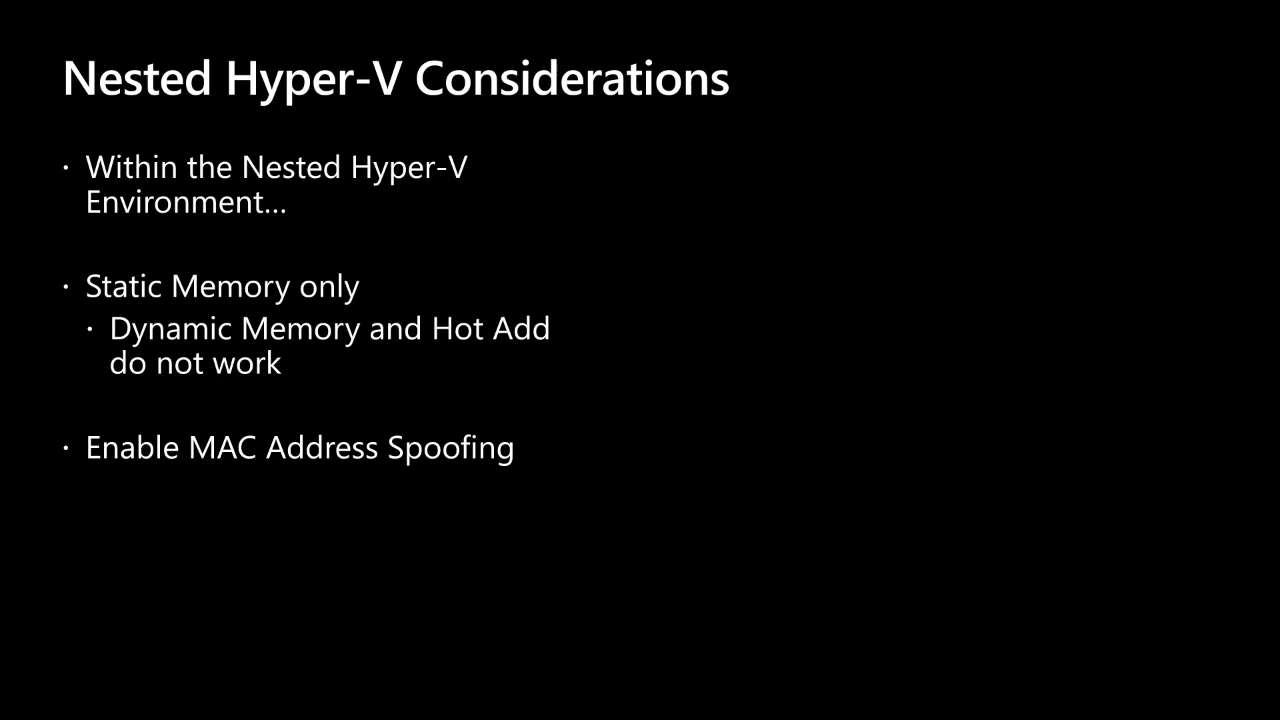 Nested Hyper-V Considerations
· Within the Nested Hyper-V
Environment...
· Static Memory only
· Dynamic Memory and Hot Add
do not work
· Enable MAC Address Spoofing